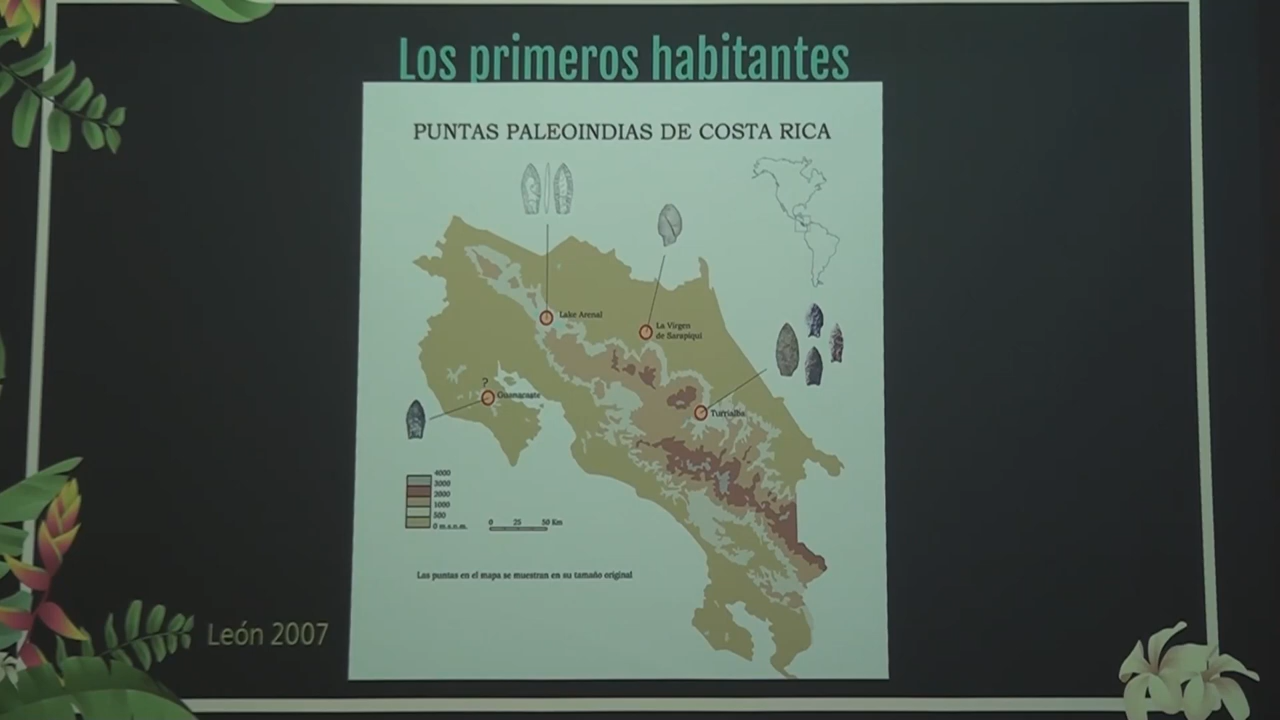 Los primeros habitantes
PUNTAS PALEOINDIAS DE COSTA RICA
Lake Arenal
La Virgen
de Sarapiquí
?
Guanacaste
Turrialba
4000
3000
2000
1000
500
0 m.s.n.m.
0 25 50 Km
Las puntas en el mapa se muestran en su tamaño original
León 2007